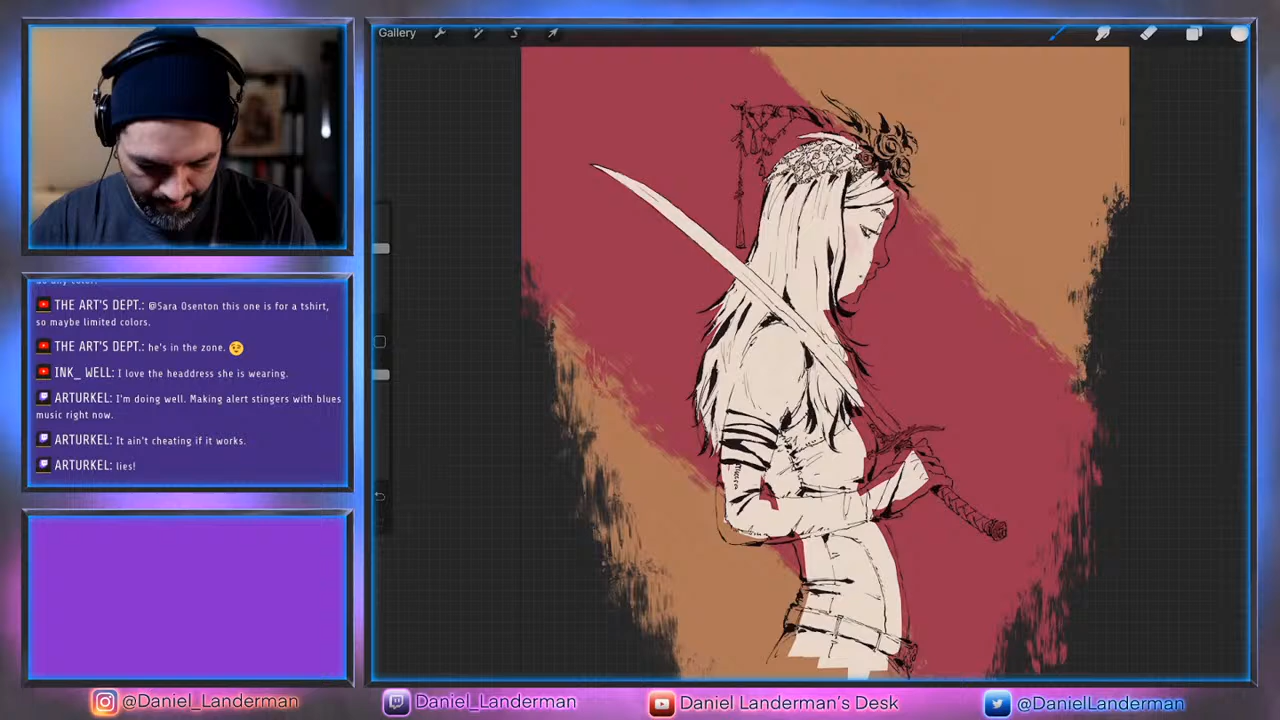 Gallery
THE ART'S DEPT.: @Sara Osenton this one is for a tshirt,
so maybe limited colors.
THE ART'S DEPT.: he's in the zone.
INK_ WELL: I love the headdress she is wearing.
ARTURKEL: I'm doing well. Making alert stingers with blues
music right now.
ARTURKEL: It ain't cheating if it works.
ARTURKEL: lies!
@Daniel_Landerman
Daniel_Landerman
Daniel Landerman's Desk
@DanielLanderman